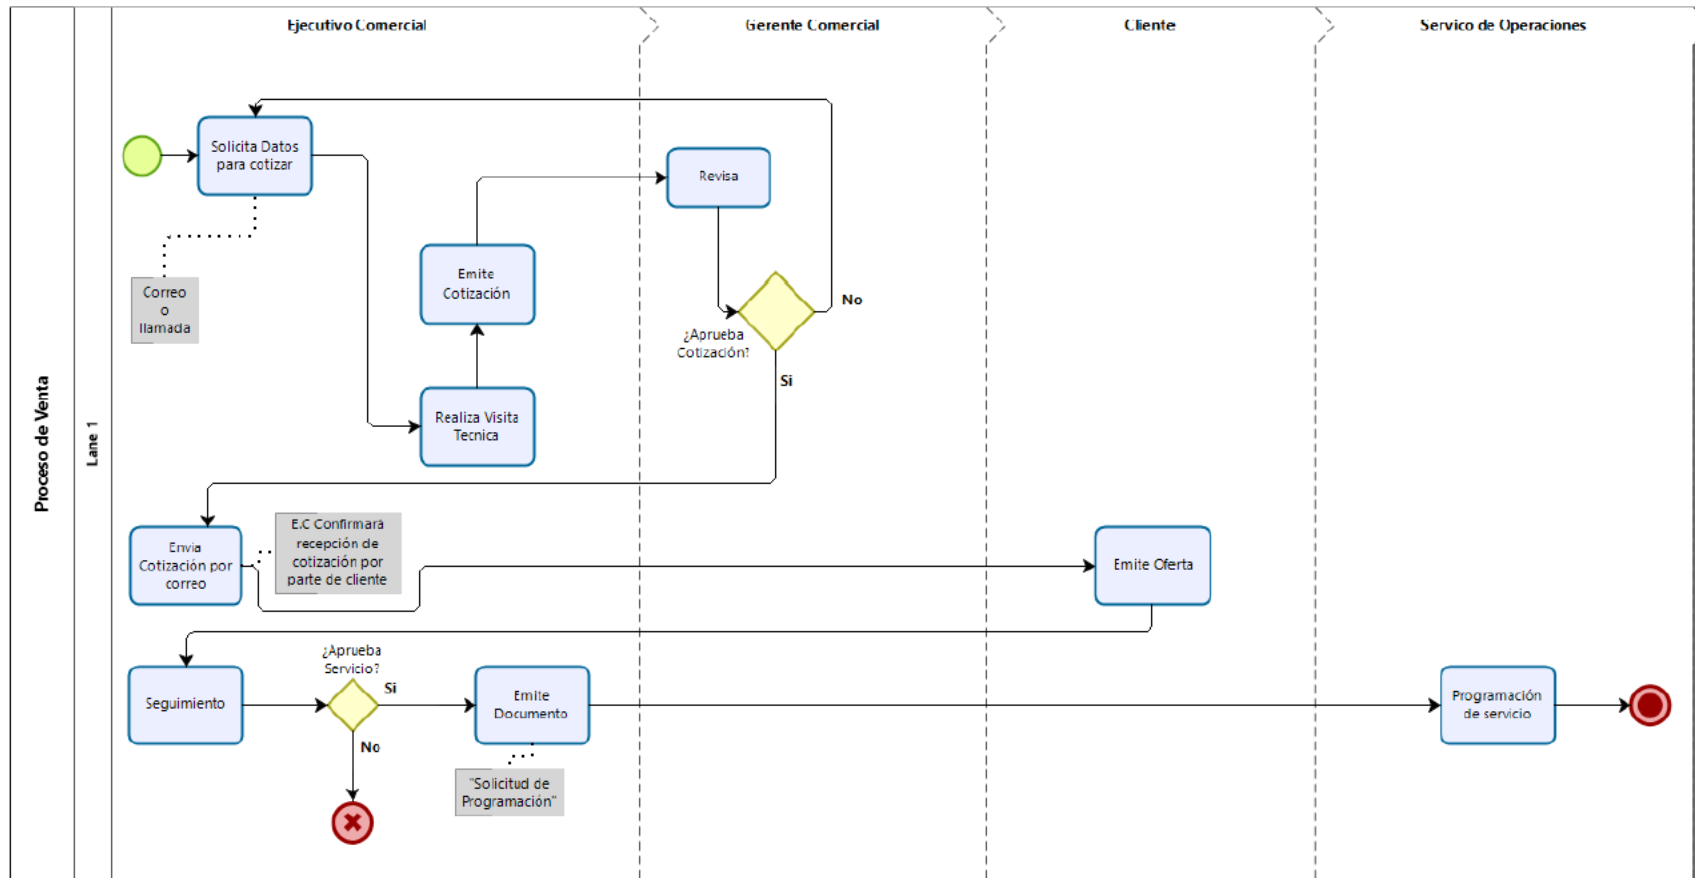 Ejecutivo Comercial
Gerente Comercial
Cliente
Servico de Operaciones
Proceso de Venta
Lane 1
Solicita Datos
para cotizar
Correo
o
llamada
Emite
Cotización
Realiza Visita
Tecnica
Revisa
¿Aprueba
Cotización?
No
Si
Envia
Cotización por
correo
E.C Confirmará
recepción de
cotización por
parte de cliente
Emite Oferta
Seguimiento
¿Aprueba
Servicio?
Si
No
Emite
Documento
"Solicitud de
Programación"
Programación
de servicio